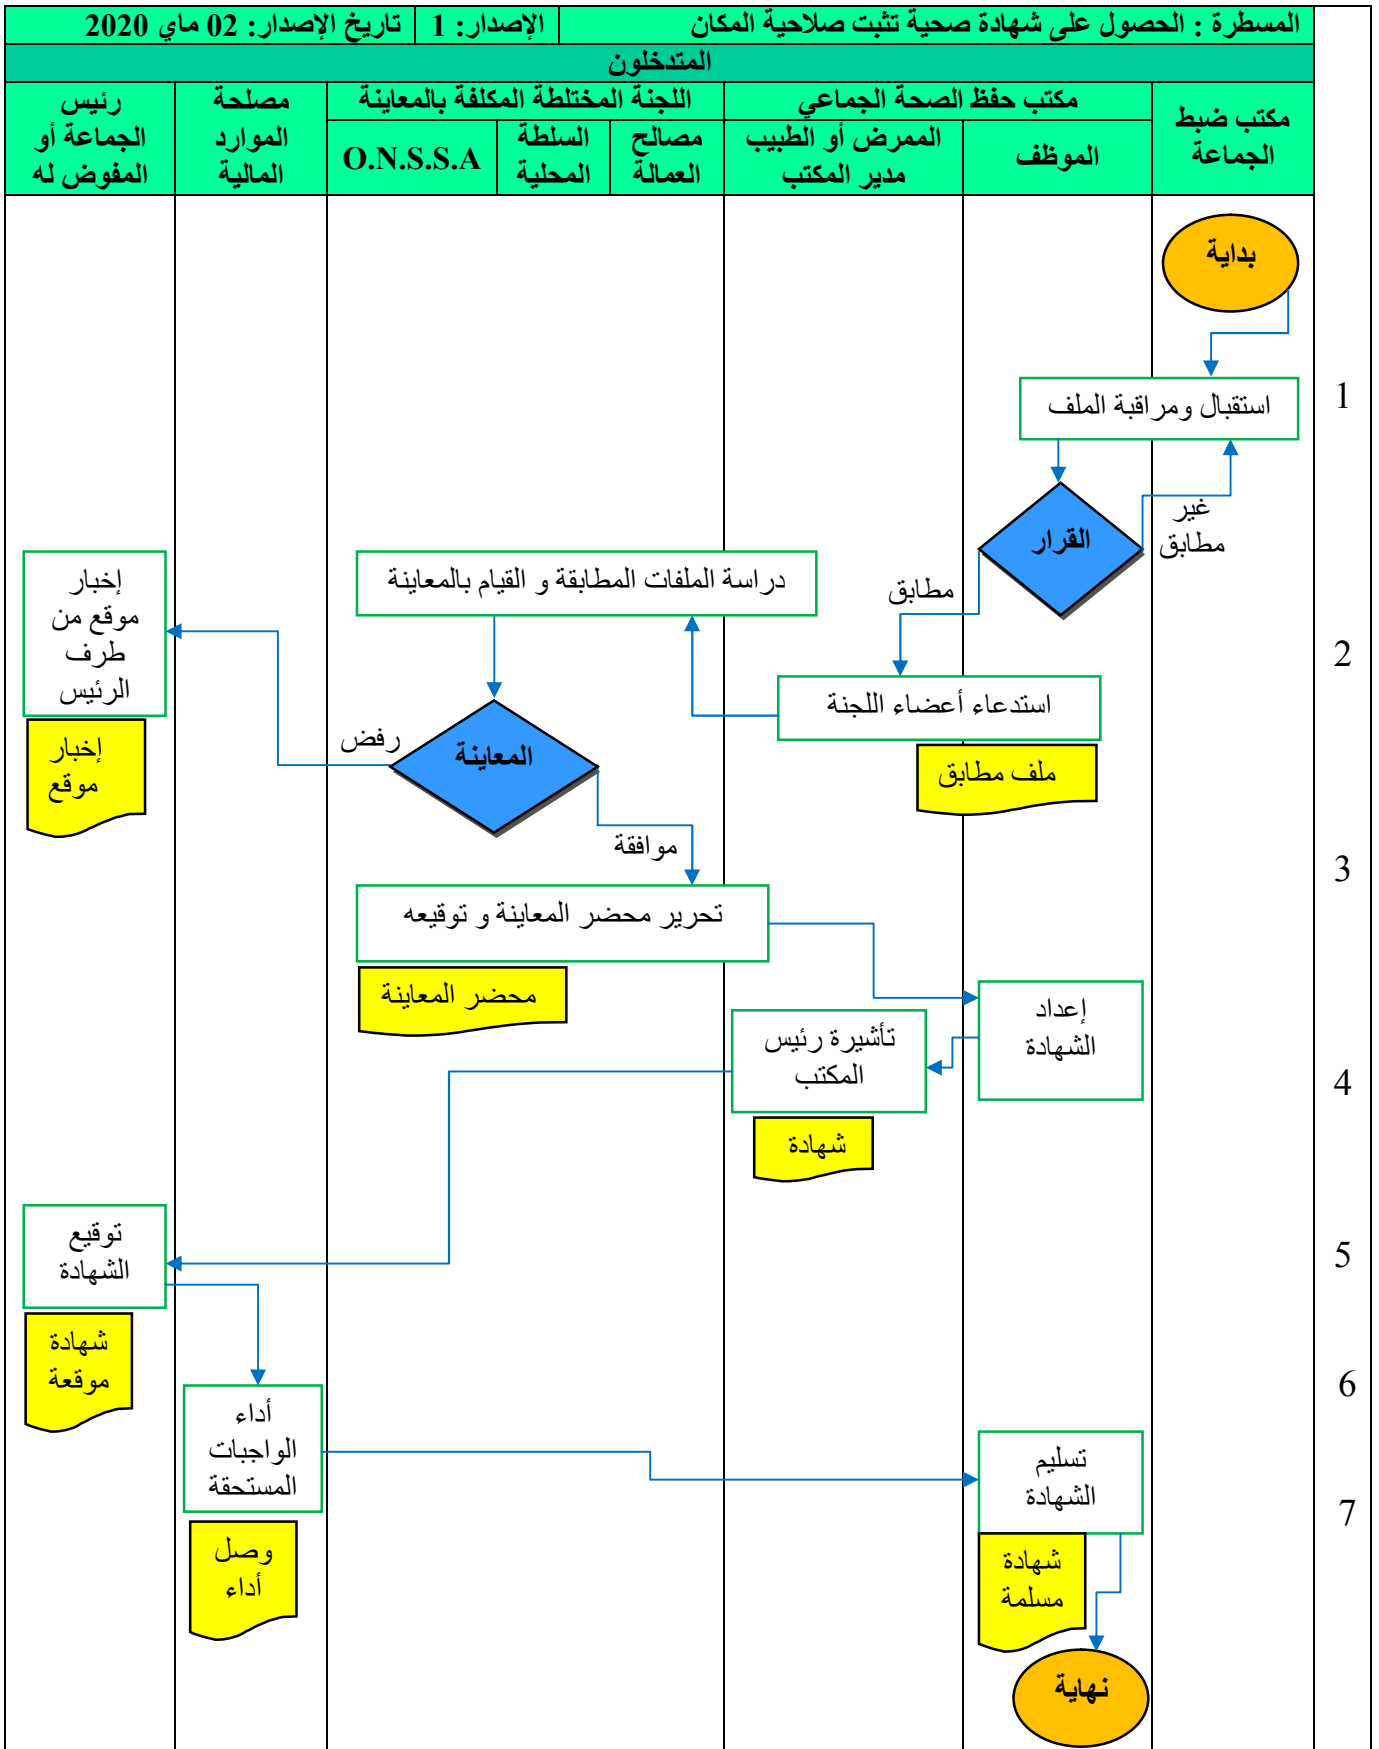 المسطرة : الحصول على شهادة صحية تثبت صلاحية المكان
الإصدار: 1
تاريخ الإصدار: 02 ماي 2020
المتدخلون
مكتب ضبط
الجماعة
مكتب حفظ الصحة الجماعي
الموظف
الممرض أو الطبيب
مدير المكتب
اللجنة المختلطة المكلفة بالمعاينة
مصالح
العمالة
السلطة
المحلية
O.N.S.S.A
مصلحة
الموارد
المالية
رئيس
الجماعة أو
المفوض له
بداية
1
استقبال ومراقبة الملف
القرار
غير
مطابق
مطابق
دراسة الملفات المطابقة و القيام بالمعاينة
إخبار
موقع من
طرف
الرئيس
2
استدعاء أعضاء اللجنة
ملف مطابق
المعاينة
رفض
إخبار
موقع
موافقة
3
تحرير محضر المعاينة و توقيعه
محضر المعاينة
إعداد
الشهادة
تأشيرة رئيس
المكتب
4
شهادة
5
توقيع
الشهادة
شهادة
موقعة
6
أداء
الواجبات
المستحقة
تسليم
الشهادة
7
وصل
أداء
شهادة
مسلمة
نهاية